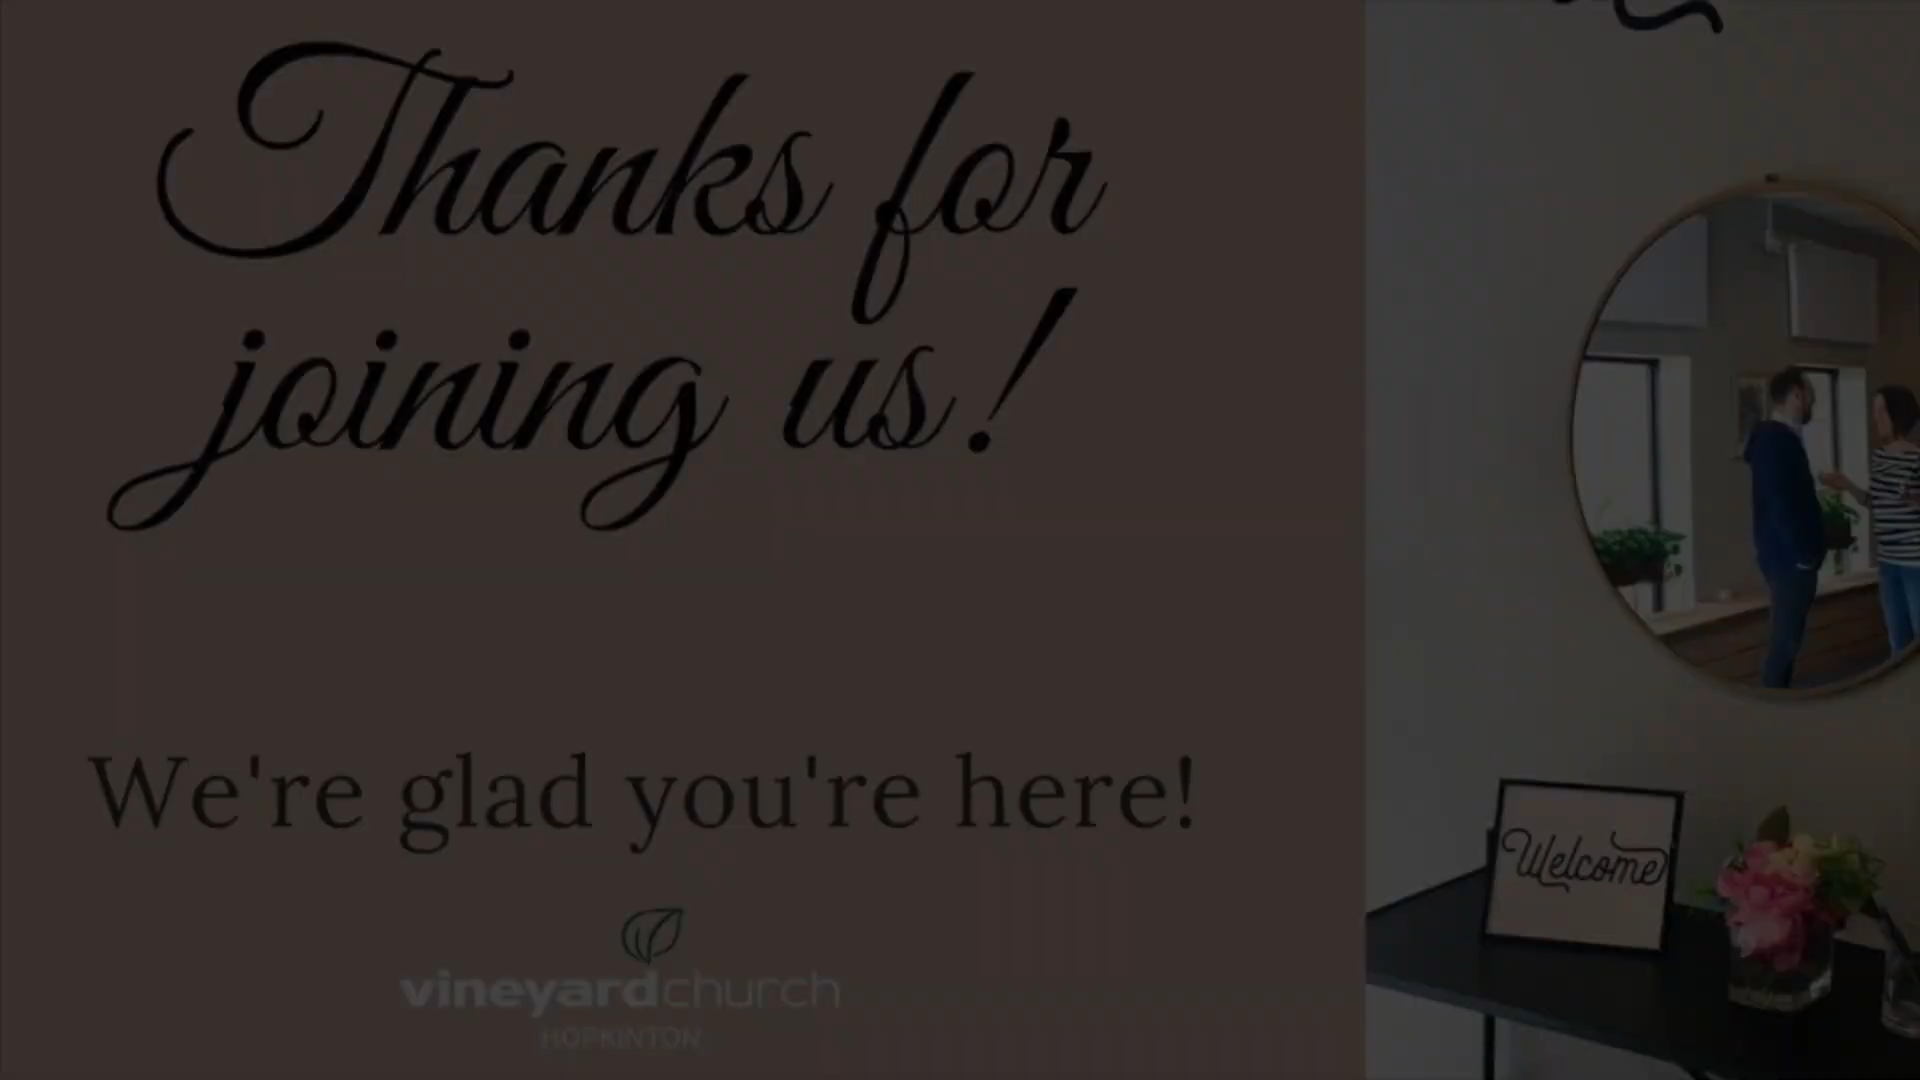 Thanks for
joining us!
We're glad you're here!
vineyardchurch
HOPKINTON
Welcome